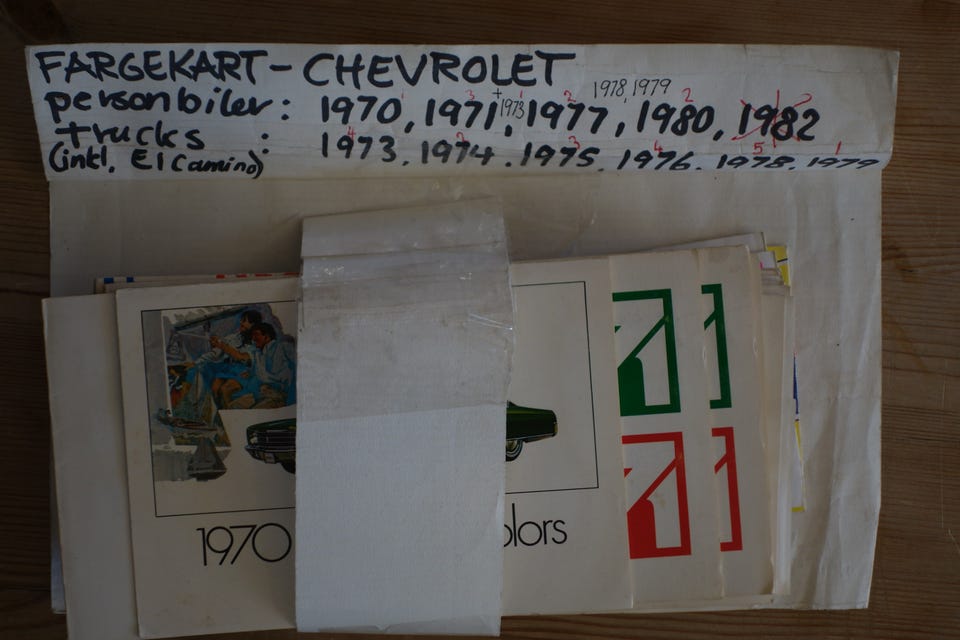 FARGEKART - CHEVROLET
1978, 1979
personbiler: 1970, 1971, + 1973, 1977, 1980, 1982
trucks : 1973, 1974, 1975, 1976, 1978, 1979
(inkl. El Camino)
1970 olors